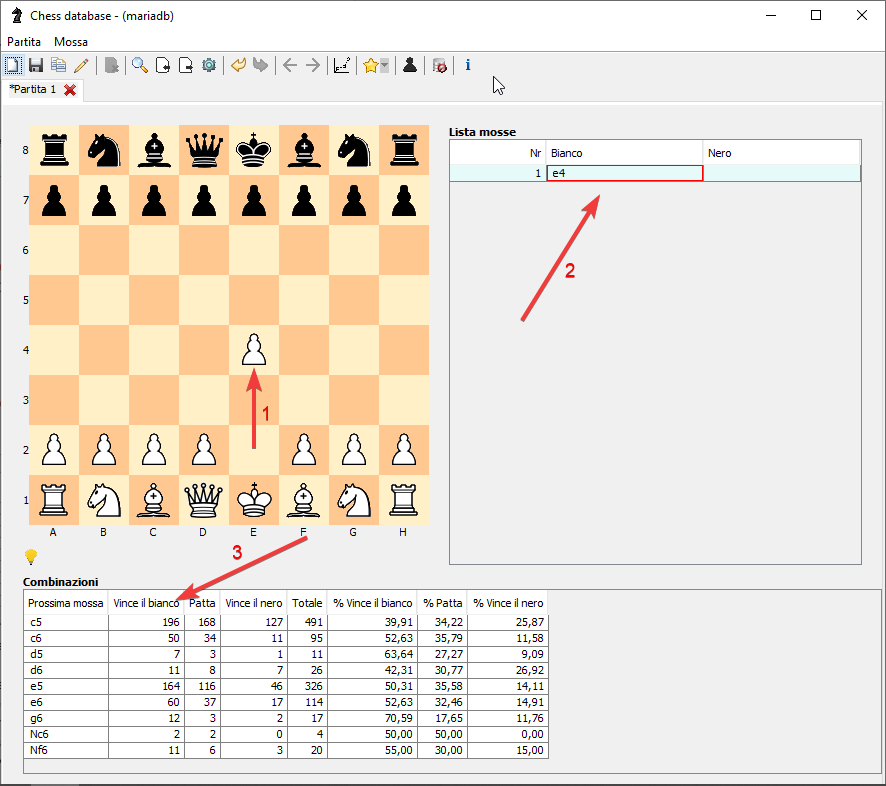 Chess database - (mariadb)
Partita Mossa
*Partita 1
Lista mosse
Nr Bianco Nero
1 e4
8
7
6
5
4
3
2
1
A B C D E F G H
1
2
3
Combinazioni
Prossima mossa Vince il bianco Patta Vince il nero Totale % Vince il bianco % Patta % Vince il nero
c5 196 168 127 491 39,91 34,22 25,87
c6 50 34 11 95 52,63 35,79 11,58
d5 7 3 1 11 63,64 27,27 9,09
d6 11 8 7 26 42,31 30,77 26,92
e5 164 116 46 326 50,31 35,58 14,11
e6 60 37 17 114 52,63 32,46 14,91
g6 12 3 2 17 70,59 17,65 11,76
Nc6 2 2 0 4 50,00 50,00 0,00
Nf6 11 6 3 20 55,00 30,00 15,00